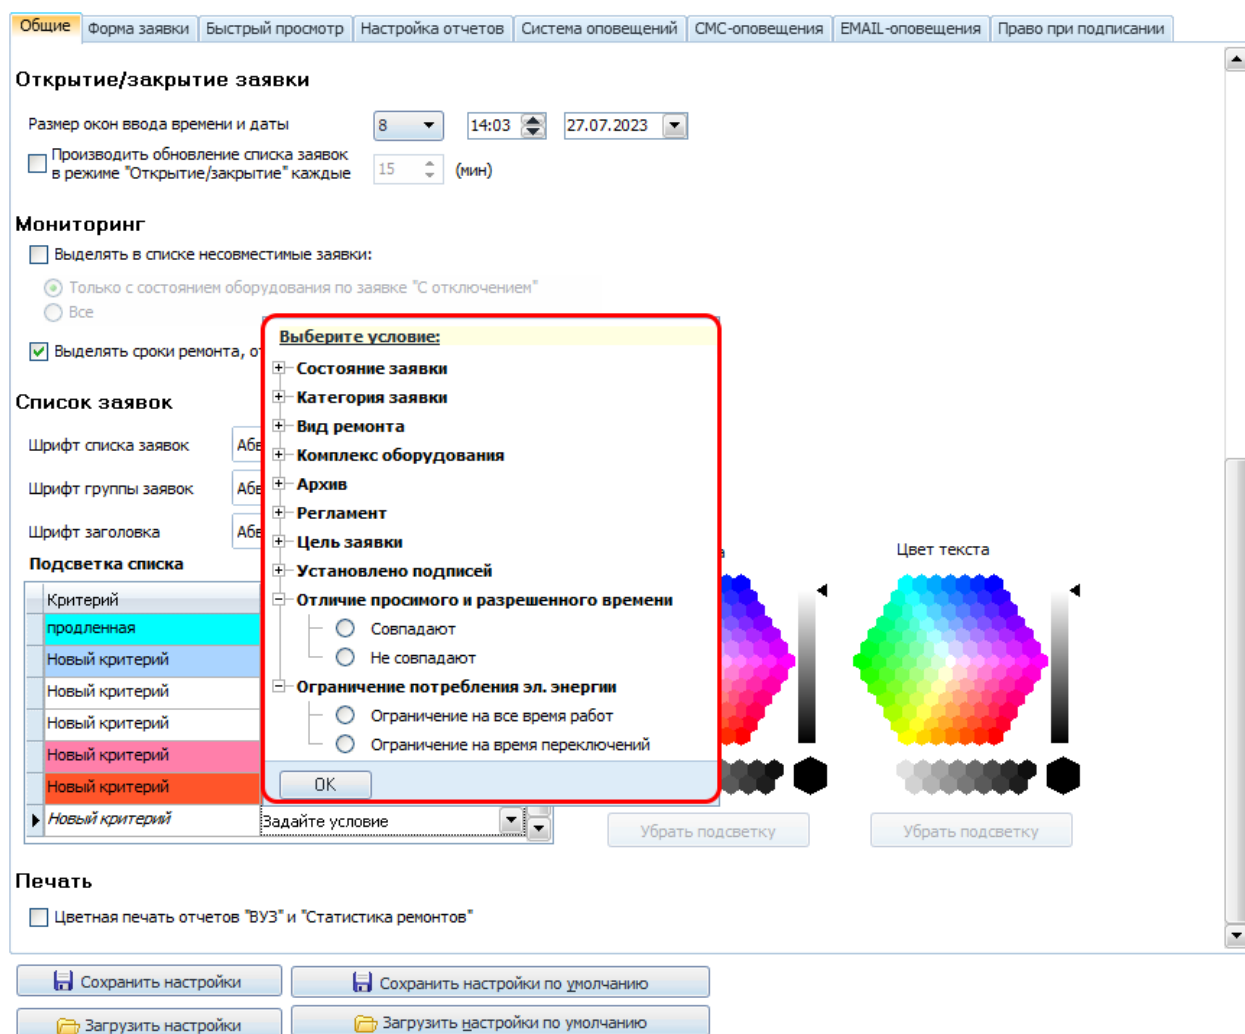 Общие Форма заявки Быстрый просмотр Настройка отчетов Система оповещений СМС-оповещения EMAIL-оповещения Право при подписании
Открытие/закрытие заявки
Размер окон ввода времени и даты 8 14:03 27.07.2023
Производить обновление списка заявок
в режиме "Открытие/закрытие" каждые 15 (мин)
Мониторинг
Выделять в списке несовместимые заявки:
Только с состоянием оборудования по заявке "С отключением"
Все
Выделять сроки ремонта,
Выберите условие:
Состояние заявки
Категория заявки
Вид ремонта
Комплекс оборудования
Архив
Регламент
Цель заявки
Установлено подписей
Отличие просимого и разрешенного времени
Совпадают
Не совпадают
Ограничение потребления эл. энергии
Ограничение на все время работ
Ограничение на время переключений
OK
Список заявок
Шрифт списка заявок
Шрифт группы заявок
Шрифт заголовка
Подсветка списка
Цвет текста
Критерий
продленная
Новый критерий
Новый критерий
Новый критерий
Новый критерий
Новый критерий
Новый критерий Задайте условие
Убрать подсветку Убрать подсветку
Печать
Цветная печать отчетов "ВУЗ" и "Статистика ремонтов"
Сохранить настройки Сохранить настройки по умолчанию
Загрузить настройки Загрузить настройки по умолчанию